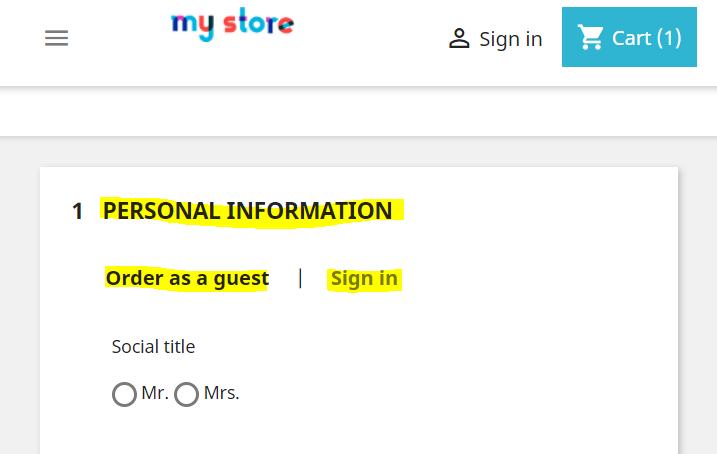 my store
Sign in
Cart (1)
1 PERSONAL INFORMATION
Order as a guest | Sign in
Social title
Mr. Mrs.